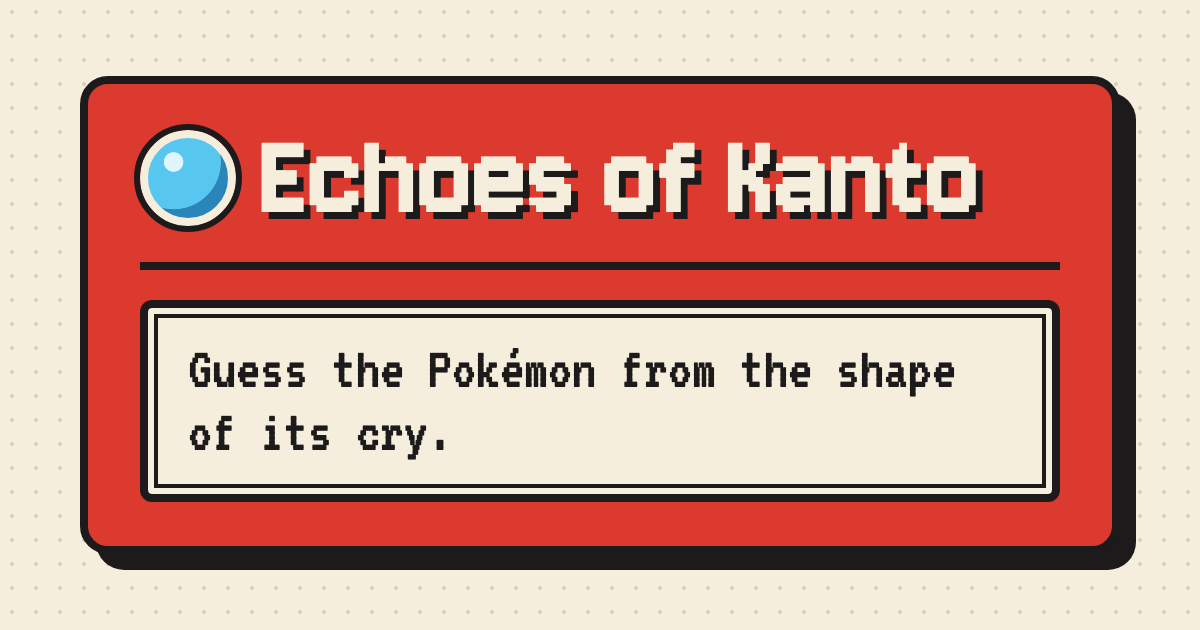 Echoes of Kanto
Guess the Pokémon from the shape
of its cry.